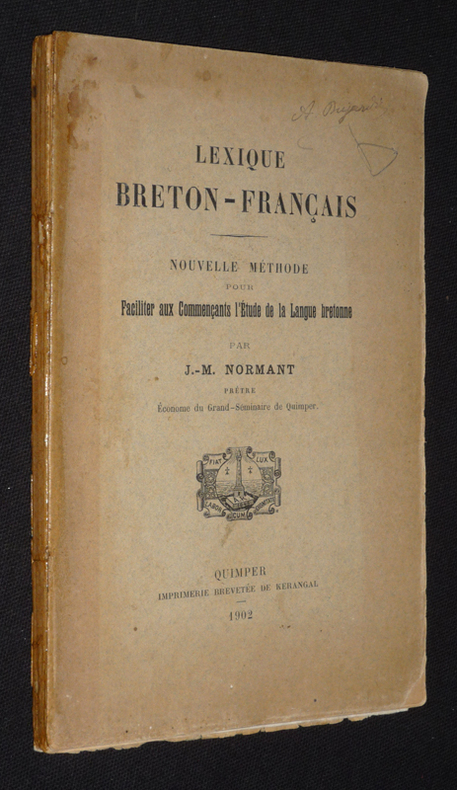 LEXIQUE
BRETON-FRANÇAIS
NOUVELLE MÉTHODE
POUR
Faciliter aux Commençants l'Étude de la Langue bretonne
PAR
J.-M. NORMANT
PRÊTRE
Économe du Grand-Séminaire de Quimper.
FIAT LUX
QUIMPER
IMPRIMERIE BREVETÉE DE KERANGAL
1902